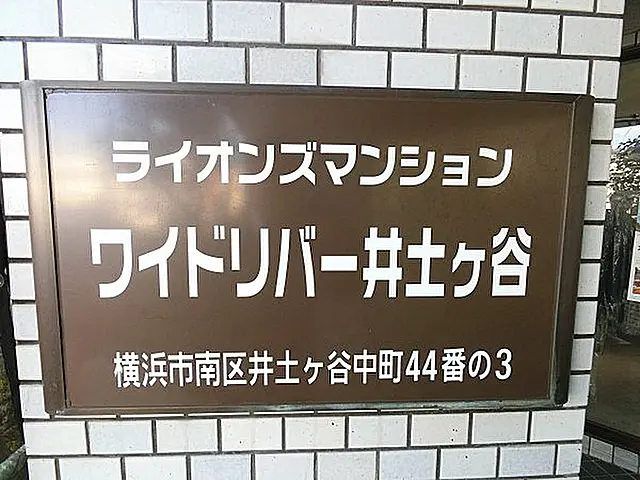 ライオンズマンション
ワイドリバー井土ヶ谷
横浜市南区井土ヶ谷中町44番の3